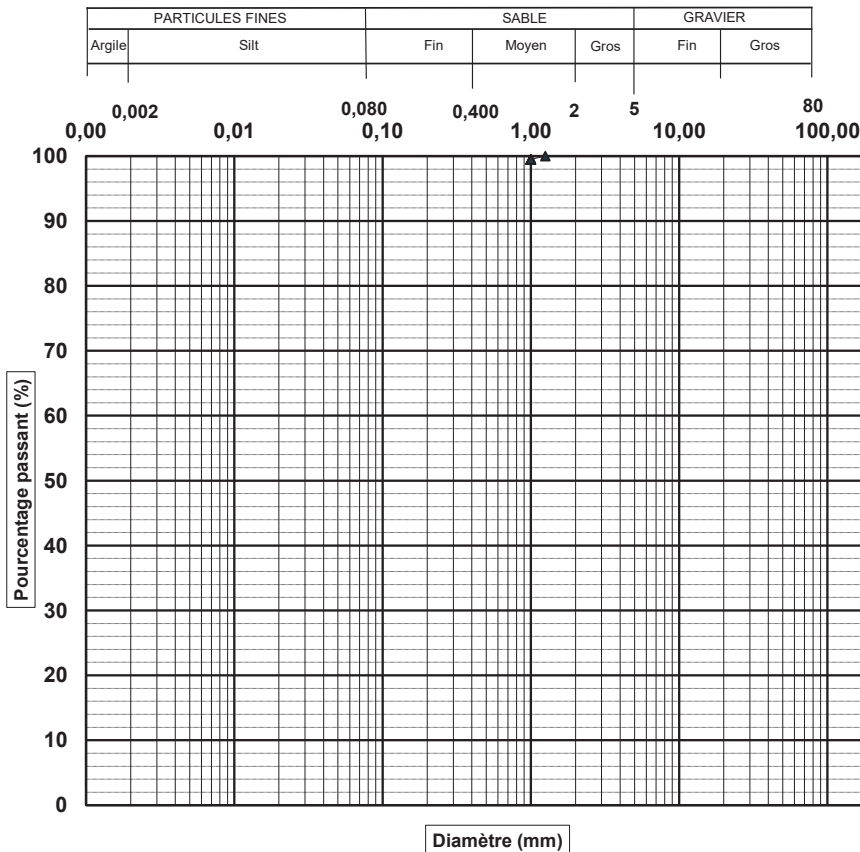 PARTICULES FINES SABLE GRAVIER
Argile Silt Fin Moyen Gros Fin Gros
0,002 0,080 0,400 2 5 80
0,00 0,01 0,10 1,00 10,00 100,00
100
90
80
70
60
50
40
30
20
10
0
Pourcentage passant (%)
Diamètre (mm)